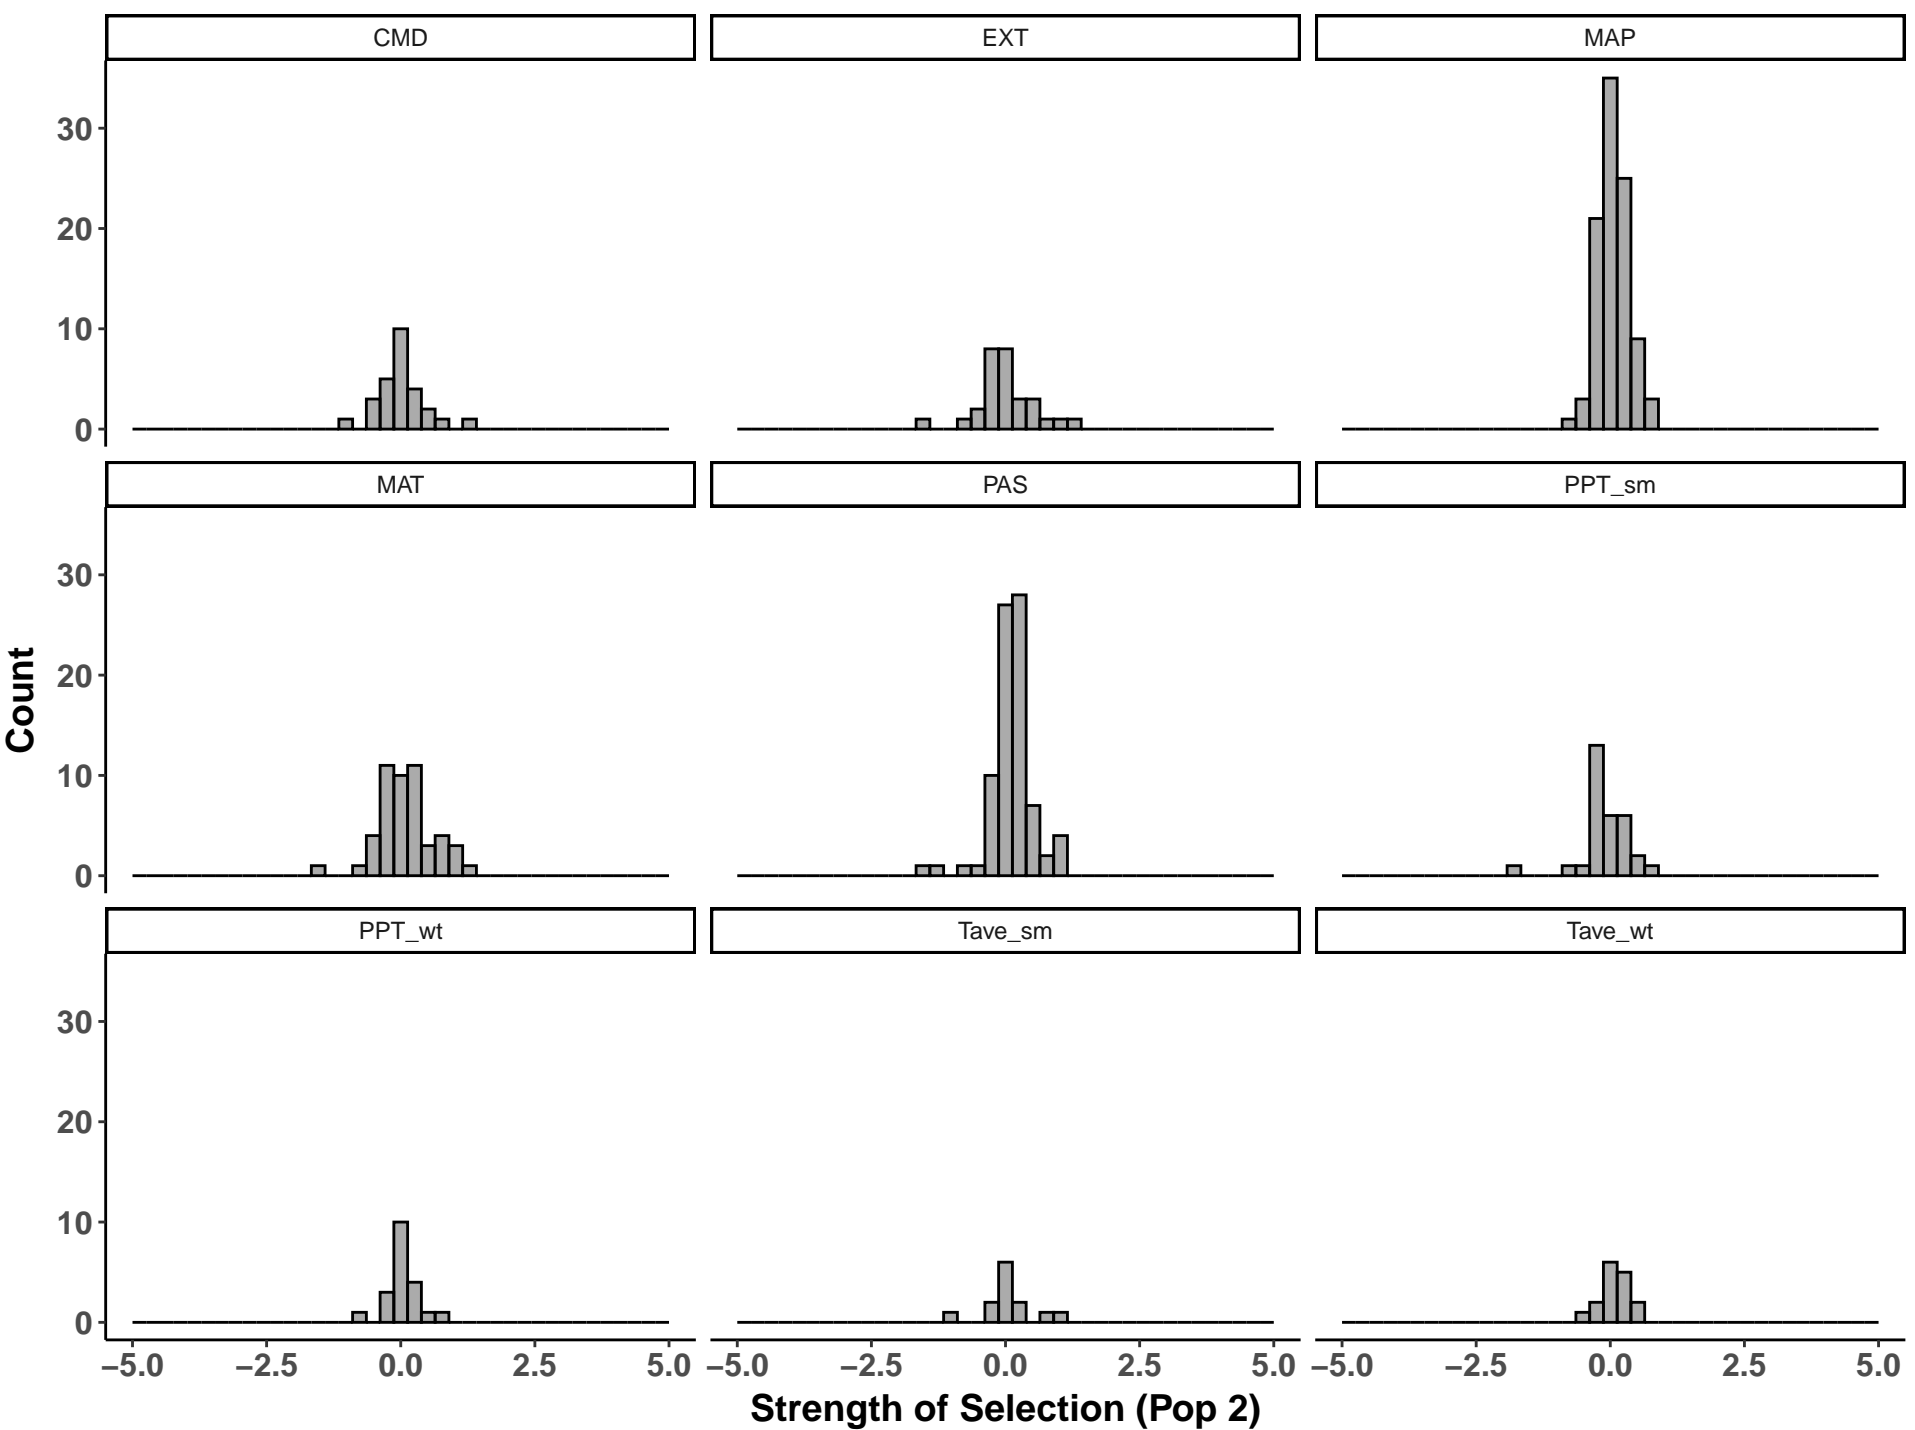 CMD EXT MAP
30
20
10
0
MAT PAS PPT_sm
30
20
10
0
PPT_wt Tave_sm Tave_wt
30
20
10
0
−5.0 −2.5 0.0 2.5 5.0 −5.0 −2.5 0.0 2.5 5.0 −5.0 −2.5 0.0 2.5 5.0
Strength of Selection (Pop 2)
Count